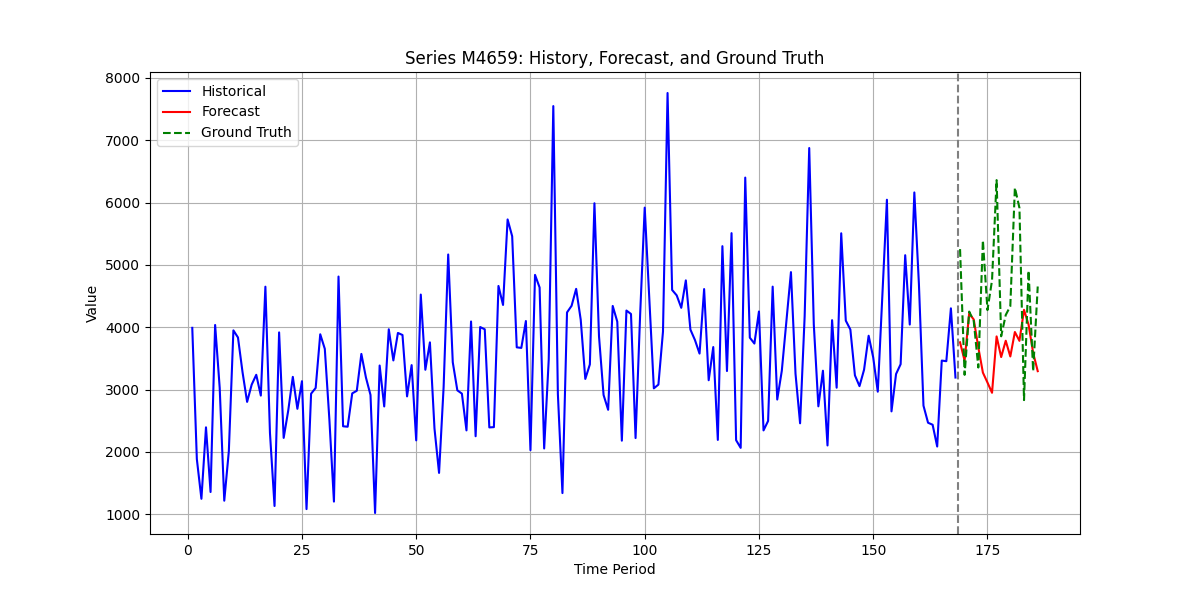 Series M4659: History, Forecast, and Ground Truth
Historical
Forecast
Ground Truth
8000
7000
6000
5000
4000
3000
2000
1000
Value
0 25 50 75 100 125 150 175
Time Period